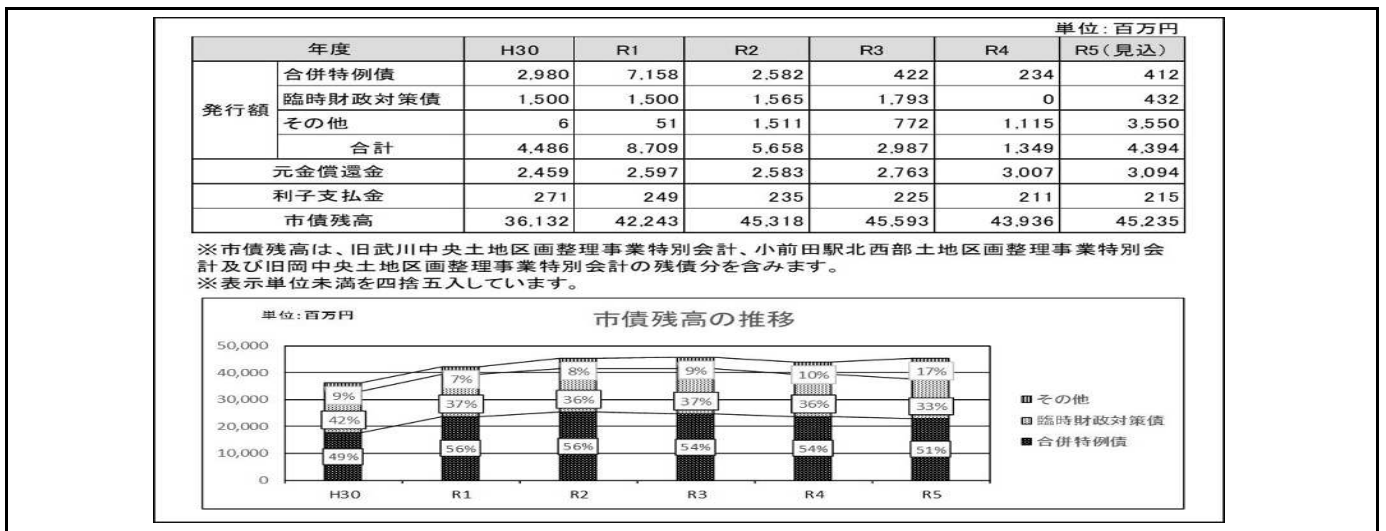 単位:百万円
年度 H30 R1 R2 R3 R4 R5(見込)
発行額 合併特例債 2,980 7,158 2,582 422 234 412
臨時財政対策債 1,500 1,500 1,565 1,793 0 432
その他 6 51 1,511 772 1,115 3,550
合計 4,486 8,709 5,658 2,987 1,349 4,394
元金償還金 2,459 2,597 2,583 2,763 3,007 3,094
利子支払金 271 249 235 225 211 215
市債残高 36,132 42,243 45,318 45,593 43,936 45,235
※市債残高は、旧武川中央土地区画整理事業特別会計、小前田駅北西部土地区画整理事業特別会
計及び旧岡中央土地区画整理事業特別会計の残債分を含みます。
※表示単位未満を四捨五入しています。
単位:百万円
市債残高の推移
50,000
40,000
30,000
20,000
10,000
0
9% 7% 8% 9% 10% 17%
42% 37% 36% 37% 36% 33%
49% 56% 56% 54% 54% 51%
H30 R1 R2 R3 R4 R5
その他
臨時財政対策債
合併特例債